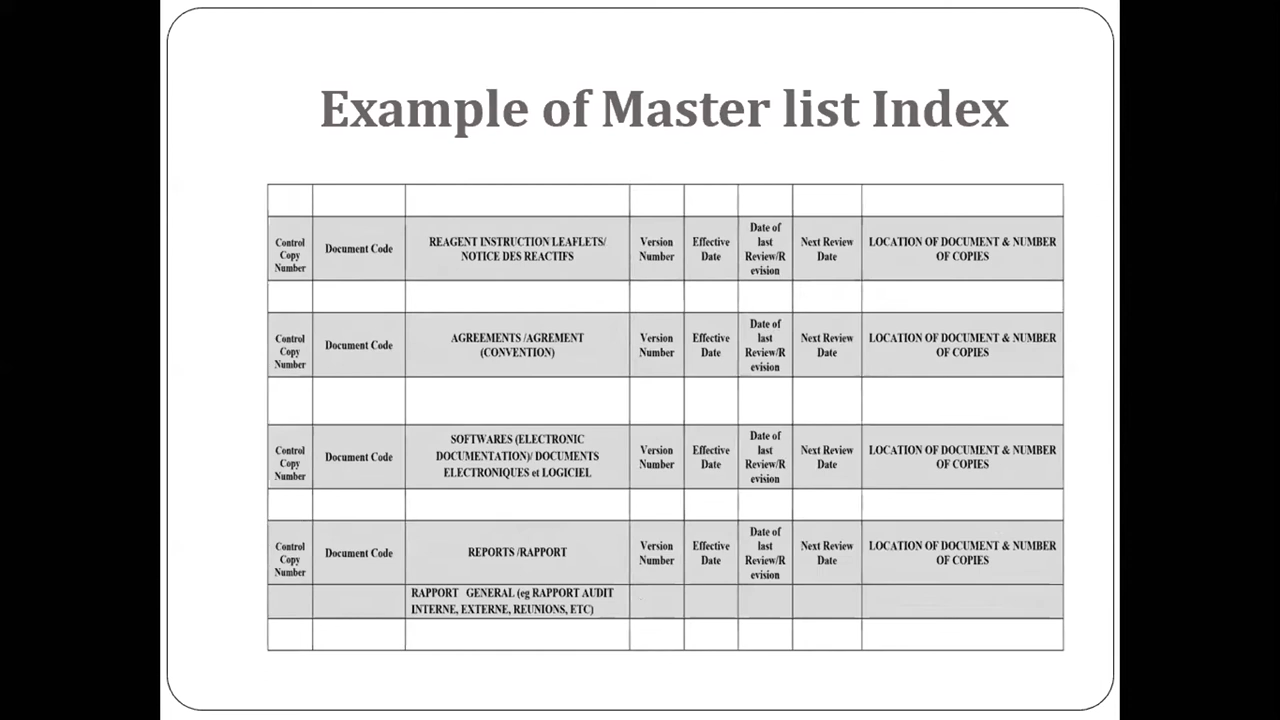 Example of Master list Index
Control
Copy
Number
Document Code
REAGENT INSTRUCTION LEAFLETS/
NOTICE DES REACTIFS
Version
Number
Effective
Date
Date of
last
Review/R
evision
Next Review
Date
LOCATION OF DOCUMENT & NUMBER
OF COPIES
Control
Copy
Number
Document Code
AGREEMENTS /AGREMENT
(CONVENTION)
Version
Number
Effective
Date
Date of
last
Review/R
evision
Next Review
Date
LOCATION OF DOCUMENT & NUMBER
OF COPIES
Control
Copy
Number
Document Code
SOFTWARES (ELECTRONIC
DOCUMENTATION)/ DOCUMENTS
ELECTRONIQUES et LOGICIEL
Version
Number
Effective
Date
Date of
last
Review/R
evision
Next Review
Date
LOCATION OF DOCUMENT & NUMBER
OF COPIES
Control
Copy
Number
Document Code
REPORTS /RAPPORT
Version
Number
Effective
Date
Date of
last
Review/R
evision
Next Review
Date
LOCATION OF DOCUMENT & NUMBER
OF COPIES
RAPPORT GENERAL (eg RAPPORT AUDIT
INTERNE, EXTERNE, REUNIONS, ETC)